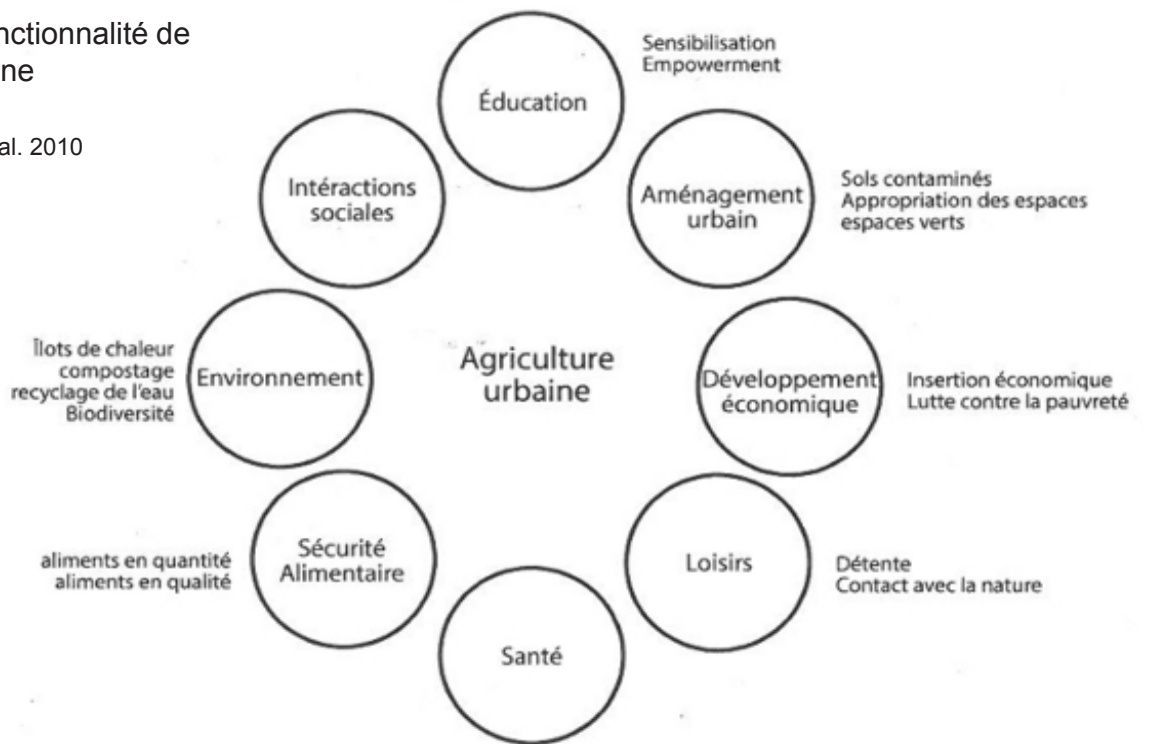 nctionnalité de
ne
al. 2010
Éducation
Sensibilisation
Empowerment
Intéractions
sociales
Aménagement
urbain
Sols contaminés
Appropriation des espaces
espaces verts
Îlots de chaleur
compostage
recyclage de l'eau
Biodiversité
Environnement
Agriculture
urbaine
Développement
économique
Insertion économique
Lutte contre la pauvreté
aliments en quantité
aliments en qualité
Sécurité
Alimentaire
Loisirs
Détente
Contact avec la nature
Santé